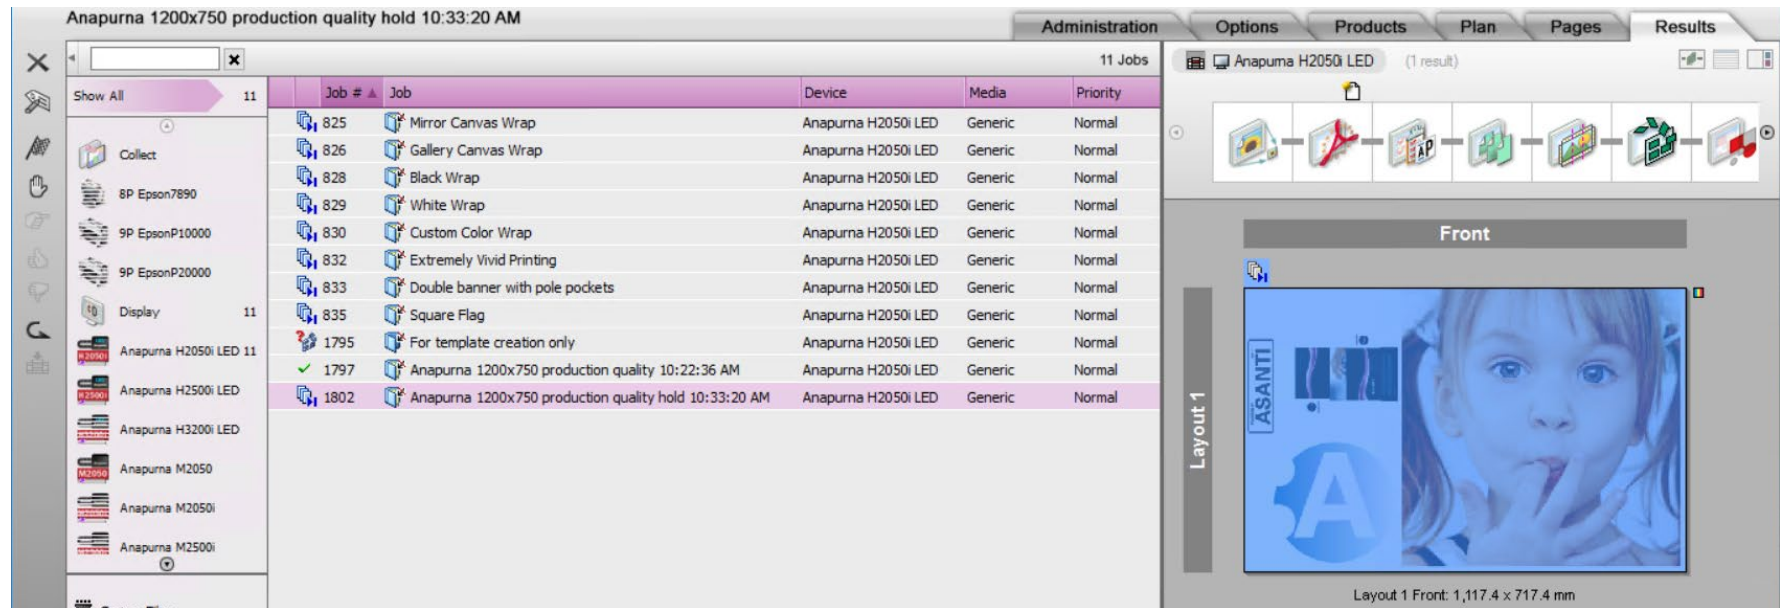 Anapurna 1200x750 production quality hold 10:33:20 AM
Administration Options Products Plan Pages Results
11 Jobs
Show All 11
Collect
8P Epson7890
9P EpsonP10000
9P EpsonP20000
Display 11
Anapurna H2050i LED 11
Anapurna H2500i LED
Anapurna H3200i LED
Anapurna M2050
Anapurna M2050i
Anapurna M2500i
Job # Job Device Media Priority
825 Mirror Canvas Wrap Anapurna H2050i LED Generic Normal
826 Gallery Canvas Wrap Anapurna H2050i LED Generic Normal
828 Black Wrap Anapurna H2050i LED Generic Normal
829 White Wrap Anapurna H2050i LED Generic Normal
830 Custom Color Wrap Anapurna H2050i LED Generic Normal
832 Extremely Vivid Printing Anapurna H2050i LED Generic Normal
833 Double banner with pole pockets Anapurna H2050i LED Generic Normal
835 Square Flag Anapurna H2050i LED Generic Normal
1795 For template creation only Anapurna H2050i LED Generic Normal
1797 Anapurna 1200x750 production quality 10:22:36 AM Anapurna H2050i LED Generic Normal
1802 Anapurna 1200x750 production quality hold 10:33:20 AM Anapurna H2050i LED Generic Normal
Anapurna H2050i LED (1 result)
Front
Layout 1
ASANTI
A
Layout 1 Front: 1,117.4 x 717.4 mm